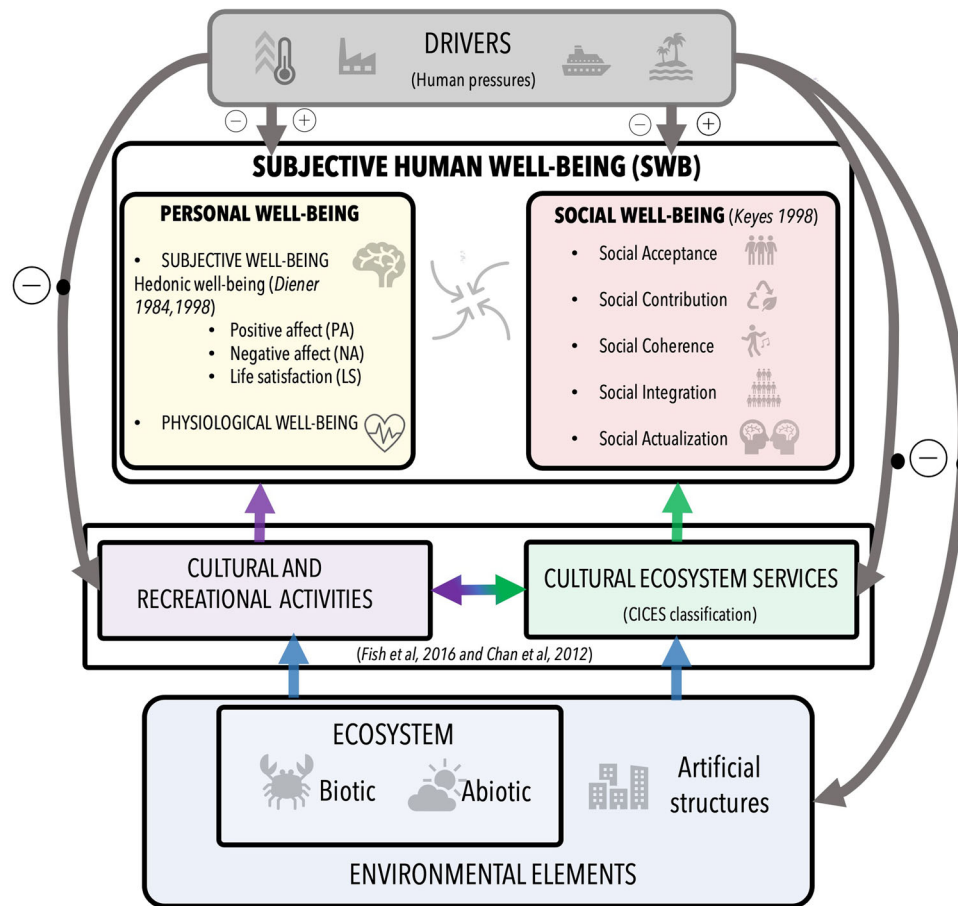 DRIVERS
(Human pressures)
− + − +
SUBJECTIVE HUMAN WELL-BEING (SWB)
PERSONAL WELL-BEING
• SUBJECTIVE WELL-BEING
Hedonic well-being (Diener
1984,1998)
• Positive affect (PA)
• Negative affect (NA)
• Life satisfaction (LS)
• PHYSIOLOGICAL WELL-BEING
SOCIAL WELL-BEING (Keyes 1998)
• Social Acceptance
• Social Contribution
• Social Coherence
• Social Integration
• Social Actualization
−
−
CULTURAL AND
RECREATIONAL ACTIVITIES
CULTURAL ECOSYSTEM SERVICES
(CICES classification)
(Fish et al, 2016 and Chan et al, 2012)
ECOSYSTEM
Biotic
Abiotic
Artificial
structures
ENVIRONMENTAL ELEMENTS